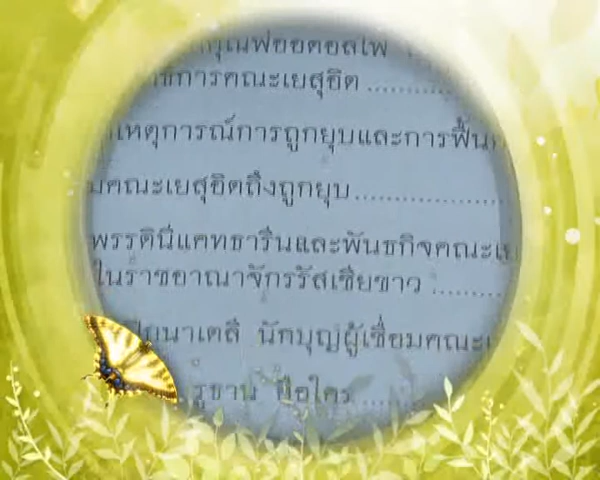 การคณะเยสุอิต
เหตุการณ์การถูกยุบและการฟื้น
คณะเยสุอิตถึงถูกยุบ
พรรดินีแคทธารีนและพันธกิจคณะ
ในราชอาณาจักรรัสเซียขาว
นักบุญผู้เชื่อมคณะ
คือใคร